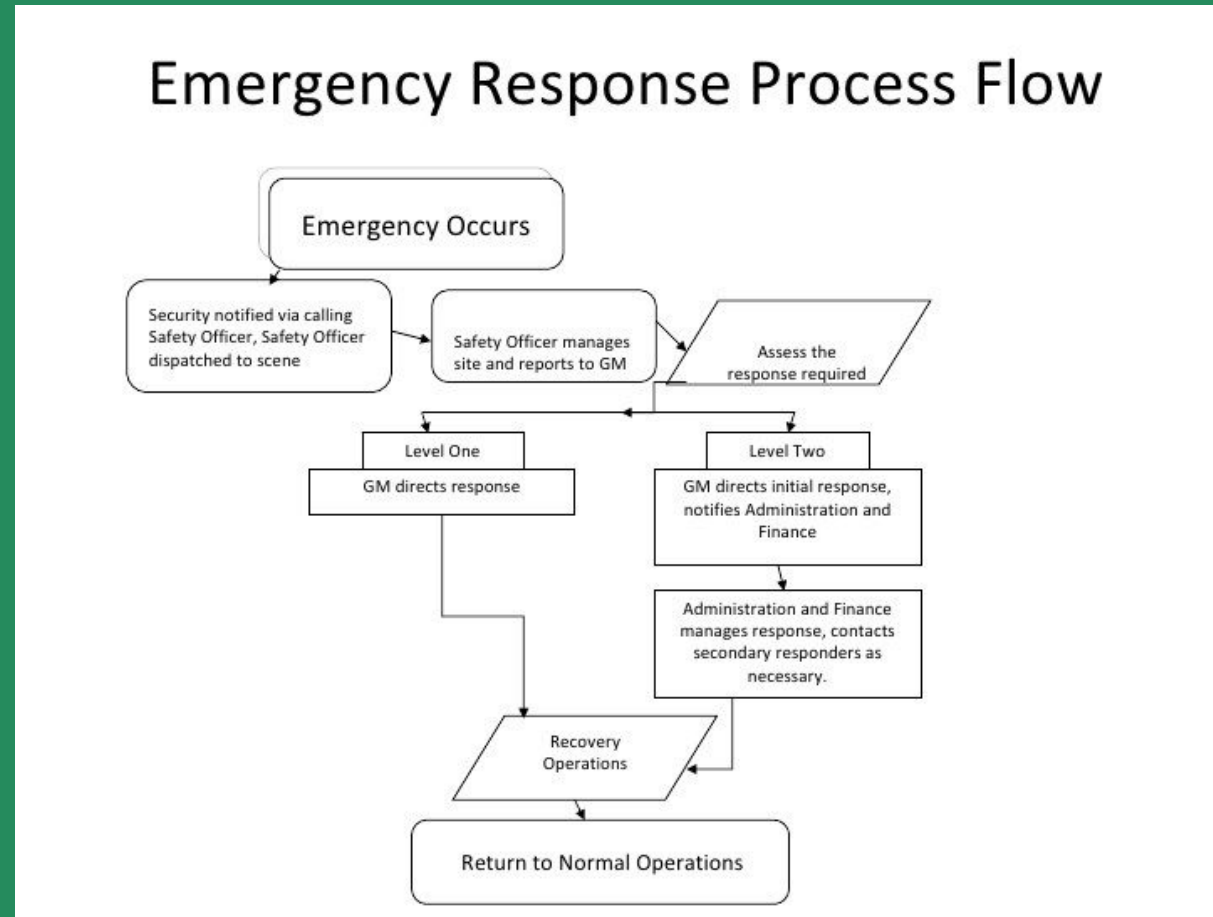 Emergency Response Process Flow
Emergency Occurs
Security notified via calling
Safety Officer, Safety Officer
dispatched to scene
Safety Officer manages
site and reports to GM
Assess the
response required
Level One
GM directs response
Level Two
GM directs initial response,
notifies Administration and
Finance
Administration and Finance
manages response, contacts
secondary responders as
necessary.
Recovery
Operations
Return to Normal Operations